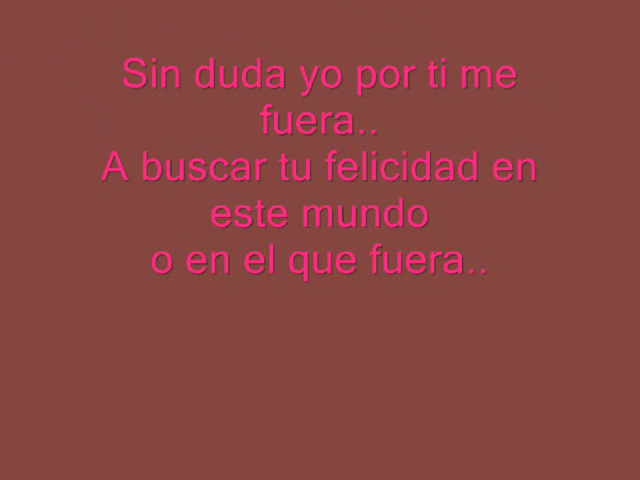 Sin duda yo por ti me
fuera..
A buscar tu felicidad en
este mundo
o en el que fuera..